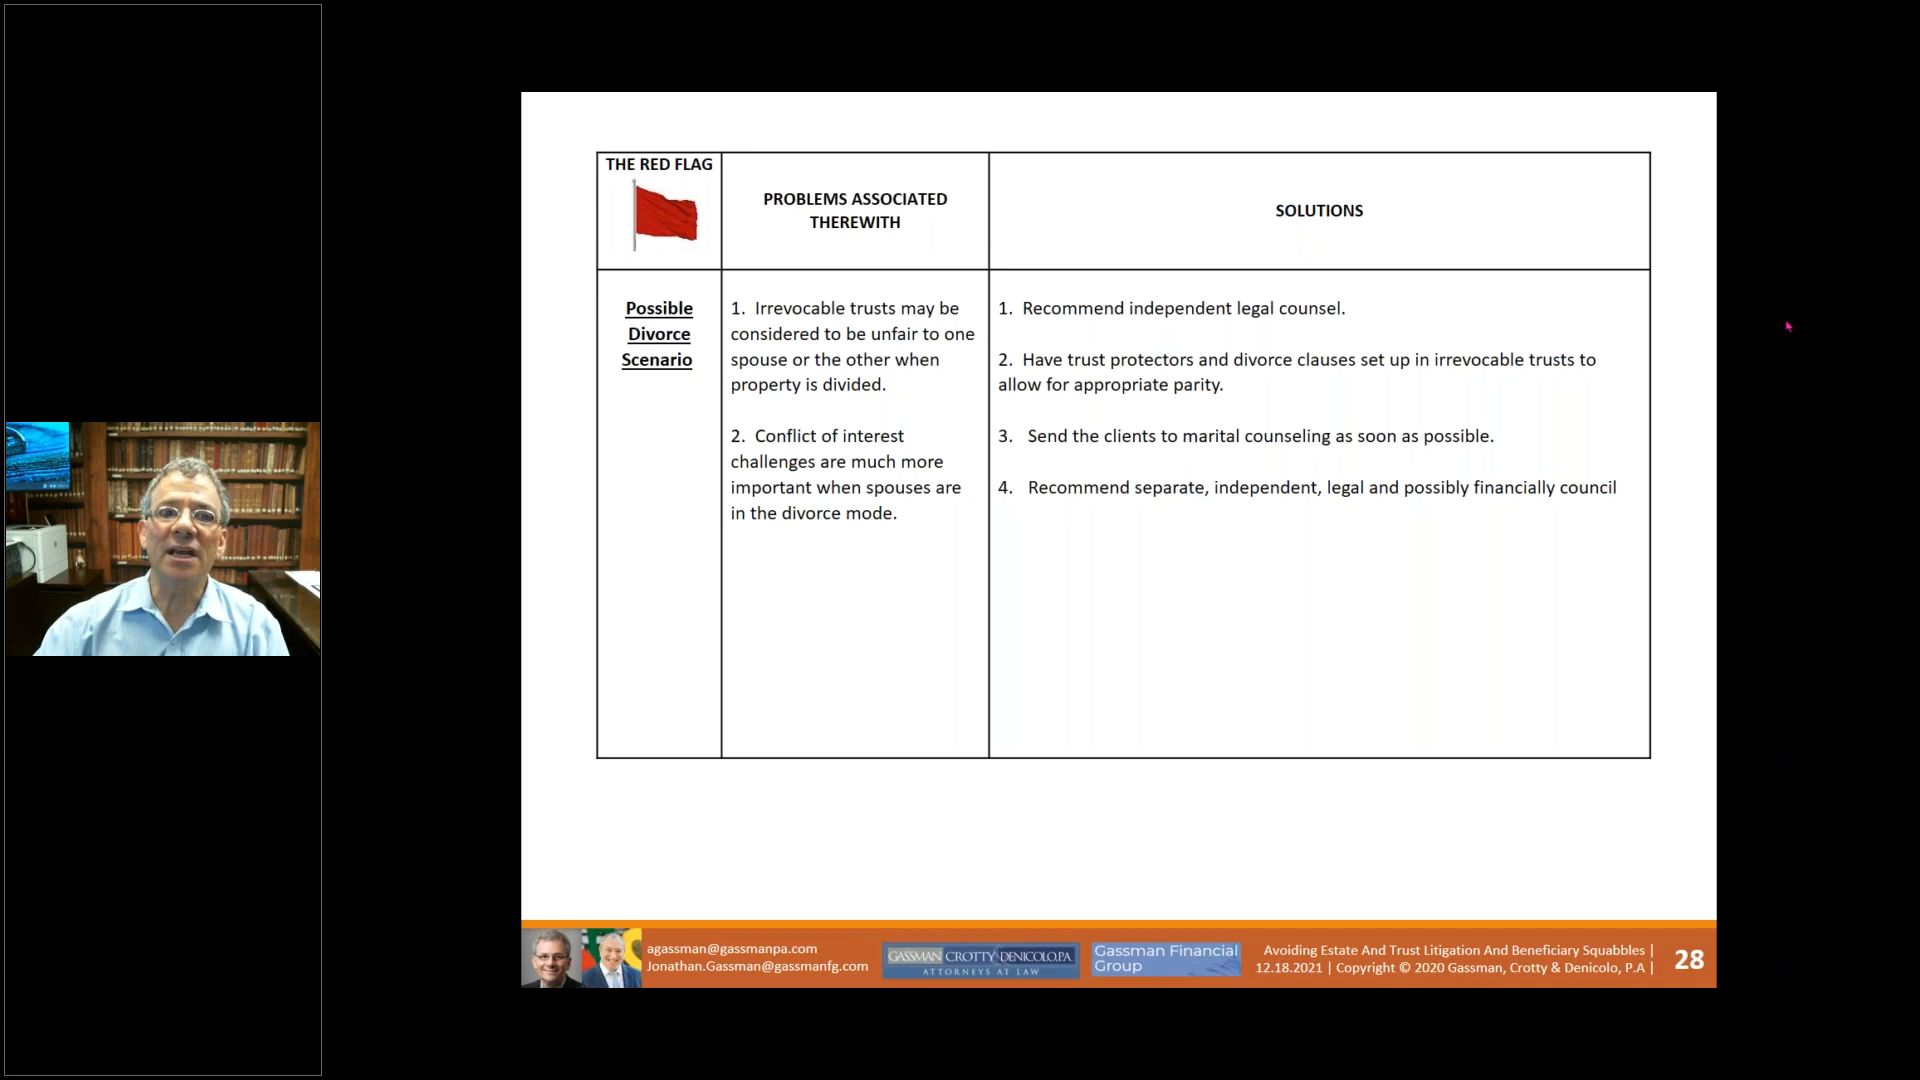 THE RED FLAG
PROBLEMS ASSOCIATED
THEREWITH
SOLUTIONS
Possible
Divorce
Scenario
1. Irrevocable trusts may be
considered to be unfair to one
spouse or the other when
property is divided.
2. Conflict of interest
challenges are much more
important when spouses are
in the divorce mode.
1. Recommend independent legal counsel.
2. Have trust protectors and divorce clauses set up in irrevocable trusts to
allow for appropriate parity.
3. Send the clients to marital counseling as soon as possible.
4. Recommend separate, independent, legal and possibly financially council
agassman@gassmanpa.com
Jonathan.Gassman@gassmanfg.com
GASSMAN CROTTY DENICOLO, P.A.
ATTORNEYS AT LAW
Gassman Financial
Group
Avoiding Estate And Trust Litigation And Beneficiary Squabbles |
12.18.2021 | Copyright © 2020 Gassman, Crotty & Denicolo, P.A |
28